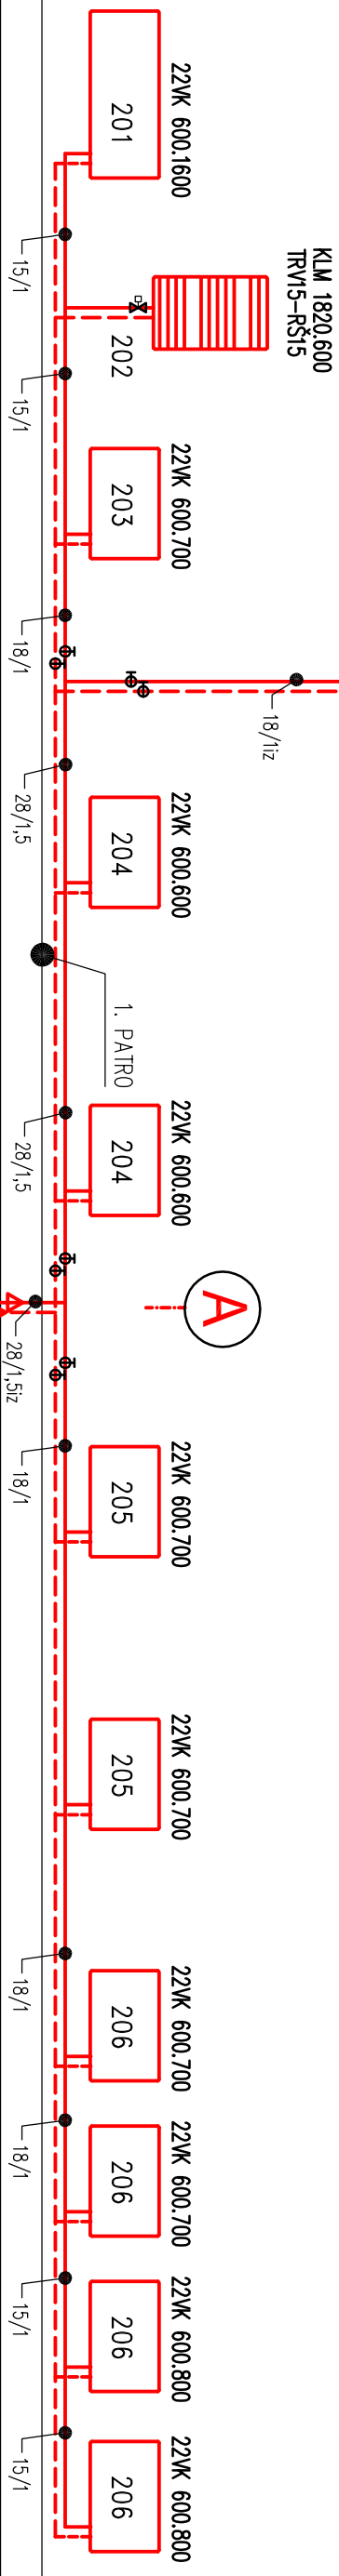 22VK 600.1600
201
15/1
KLM 1820.600
TRV15-RŠ15
202
15/1
22VK 600.700
203
18/1
18/1iz
28/1,5
22VK 600.600
204
1. PATRO
28/1,5
22VK 600.600
204
A
28/1,5iz
18/1
22VK 600.700
205
22VK 600.700
205
18/1
22VK 600.700
206
18/1
22VK 600.700
206
15/1
22VK 600.800
206
15/1
22VK 600.800
206